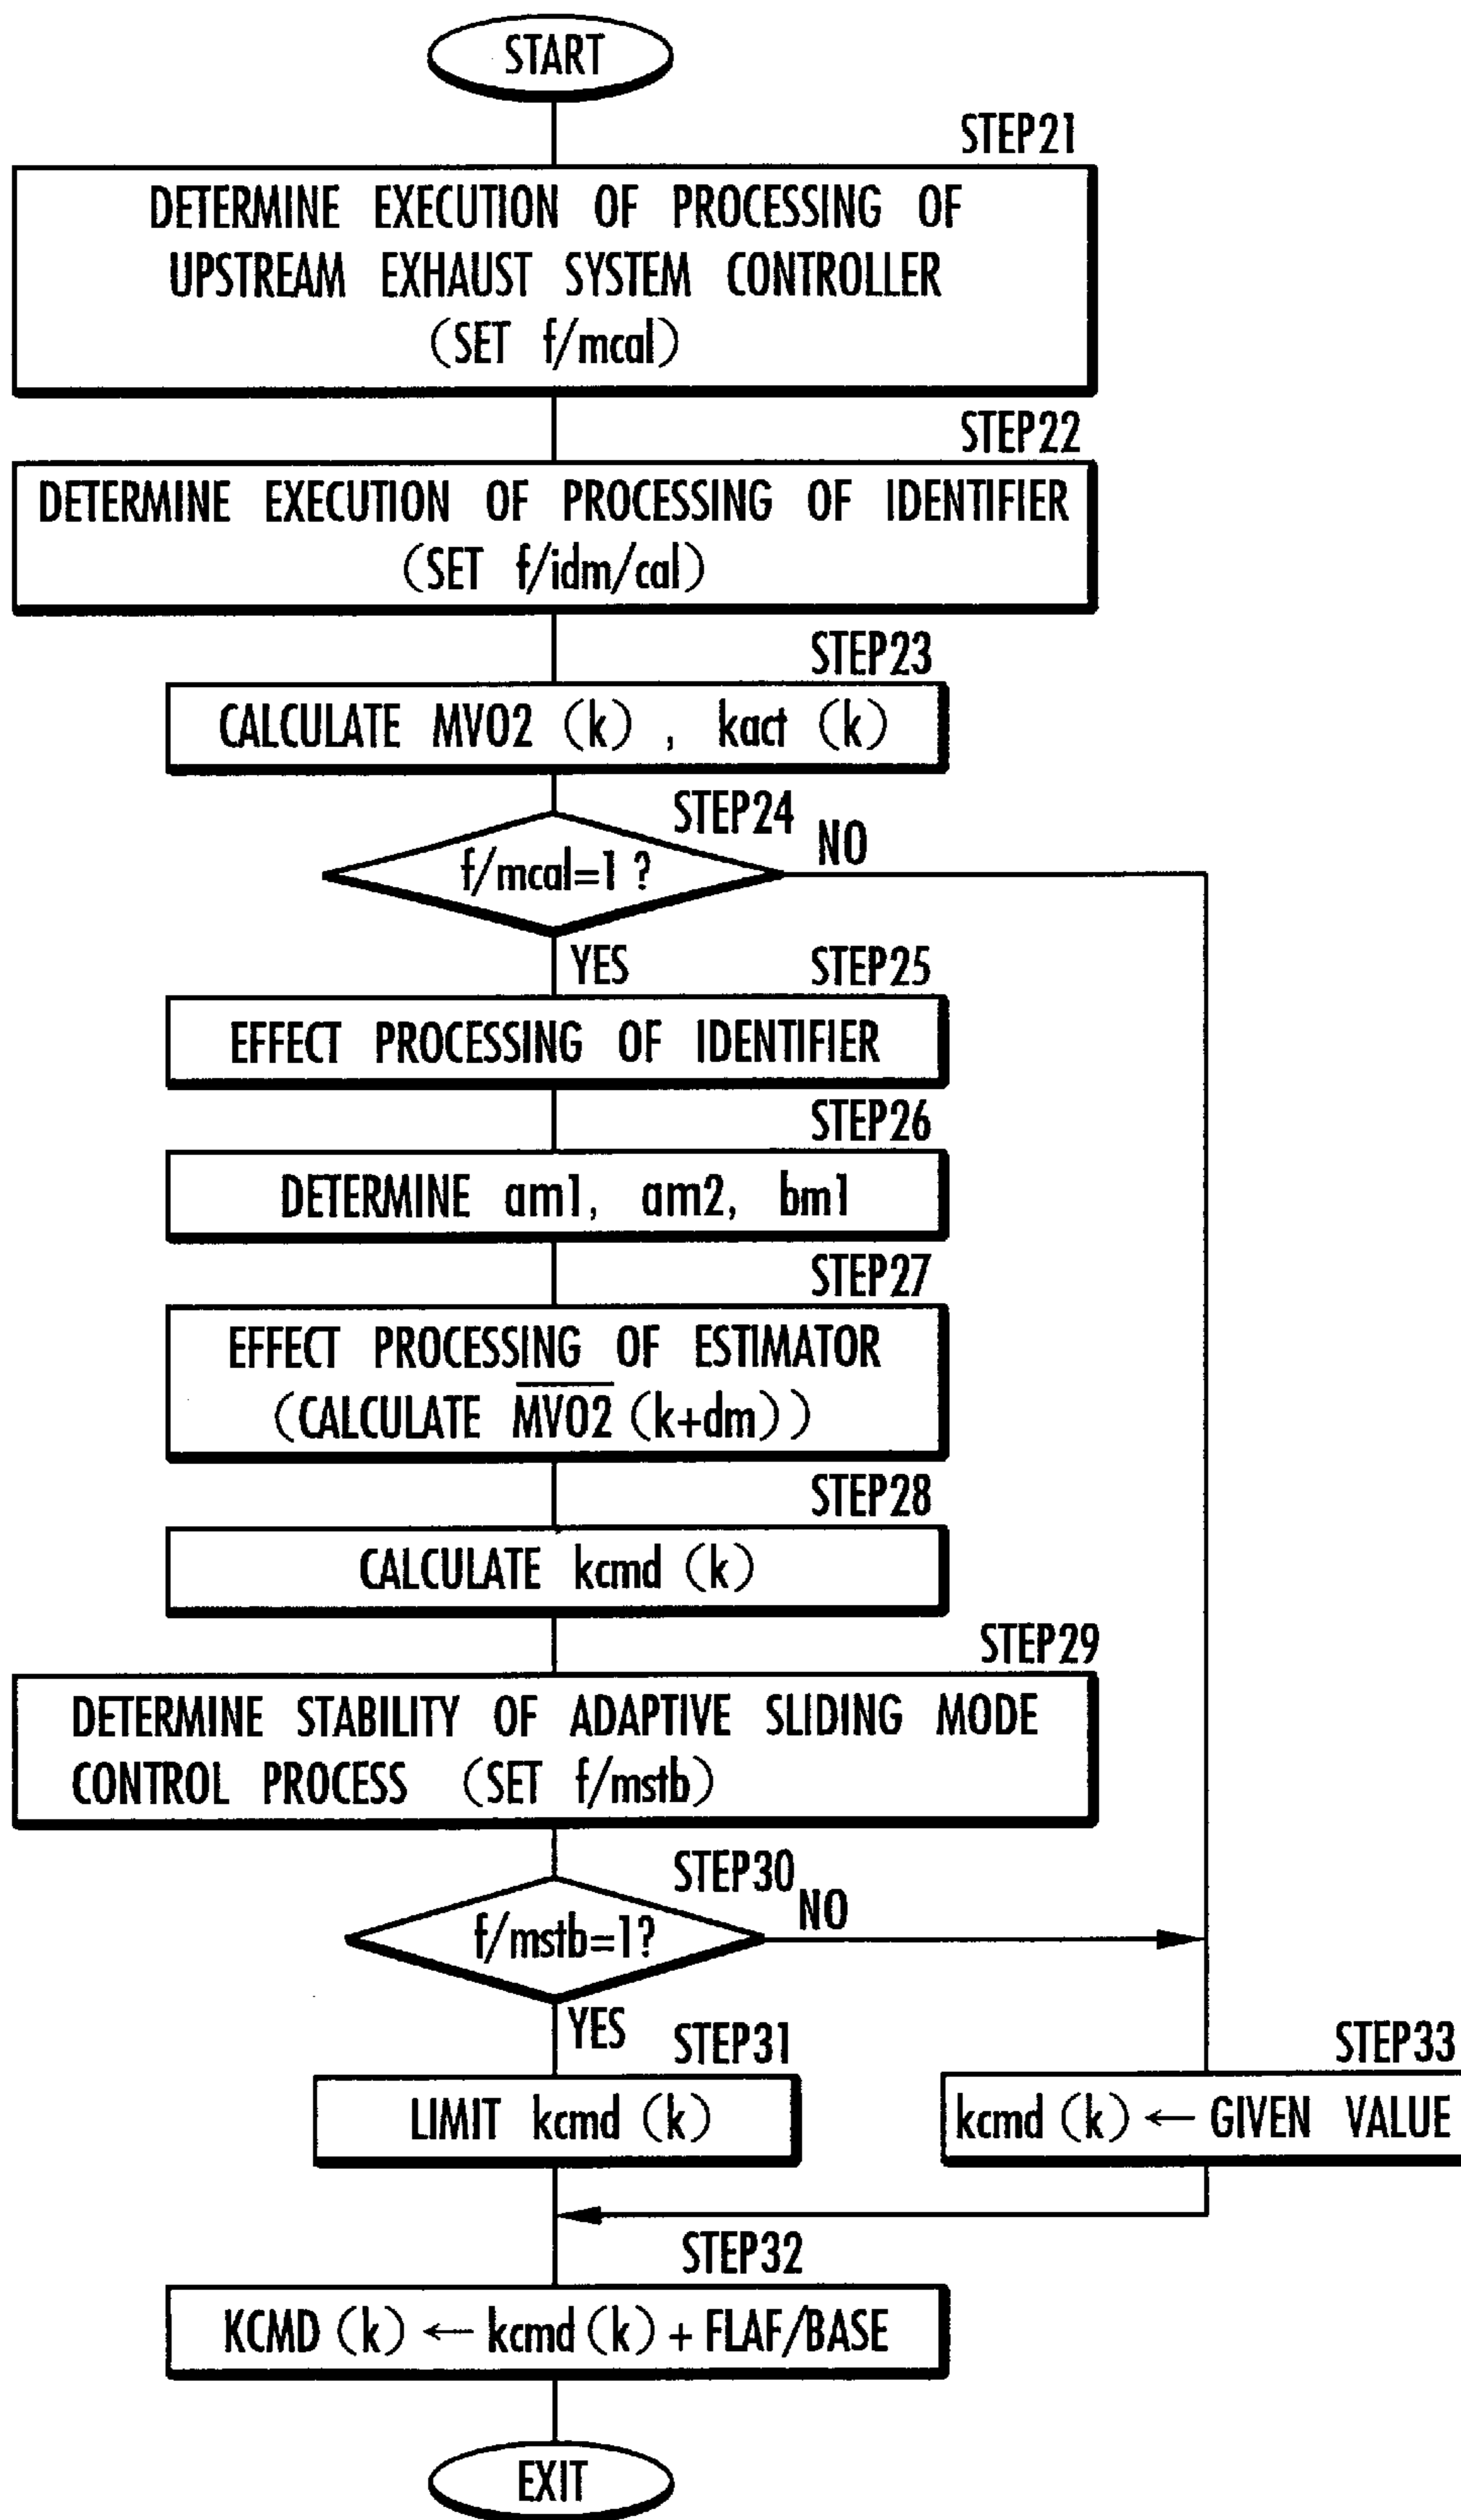 START
STEP21
DETERMINE EXECUTION OF PROCESSING OF
UPSTREAM EXHAUST SYSTEM CONTROLLER
(SET f/mcal)
STEP22
DETERMINE EXECUTION OF PROCESSING OF IDENTIFIER
(SET f/idm/cal)
STEP23
CALCULATE MVO2 (k) , kact (k)
STEP24
f/mcal=1 ?
NO
YES
STEP25
EFFECT PROCESSING OF IDENTIFIER
STEP26
DETERMINE am1, am2, bm1
STEP27
EFFECT PROCESSING OF ESTIMATOR
(CALCULATE M̅V̅O̅2̅ (k+dm))
STEP28
CALCULATE kcmd (k)
STEP29
DETERMINE STABILITY OF ADAPTIVE SLIDING MODE
CONTROL PROCESS (SET f/mstb)
STEP30
f/mstb=1?
NO
YES
STEP31
LIMIT kcmd (k)
STEP33
kcmd (k) ← GIVEN VALUE
STEP32
KCMD (k) ← kcmd (k) + FLAF/BASE
EXIT